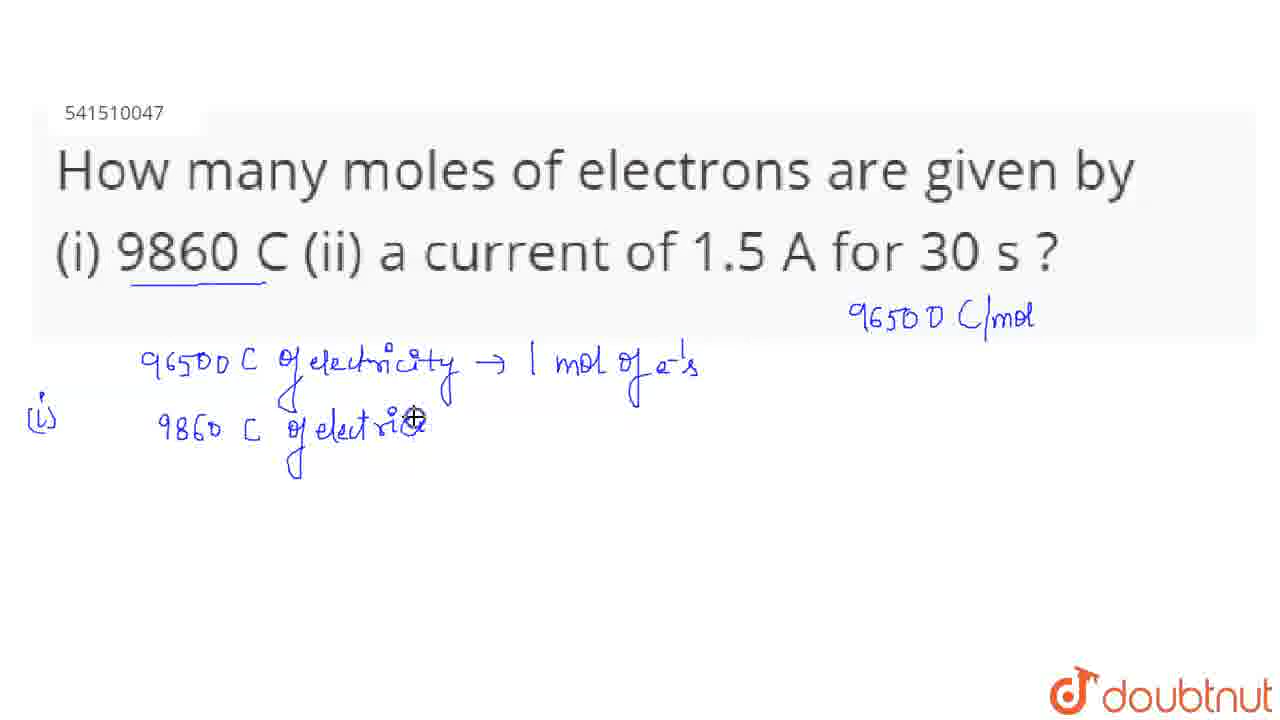 541510047
How many moles of electrons are given by
(i) 9860 C (ii) a current of 1.5 A for 30 s ?
96500 C/mol
96500 C of electricity → 1 mol of e-'s
(i) 9860 C of electric
doubtnut